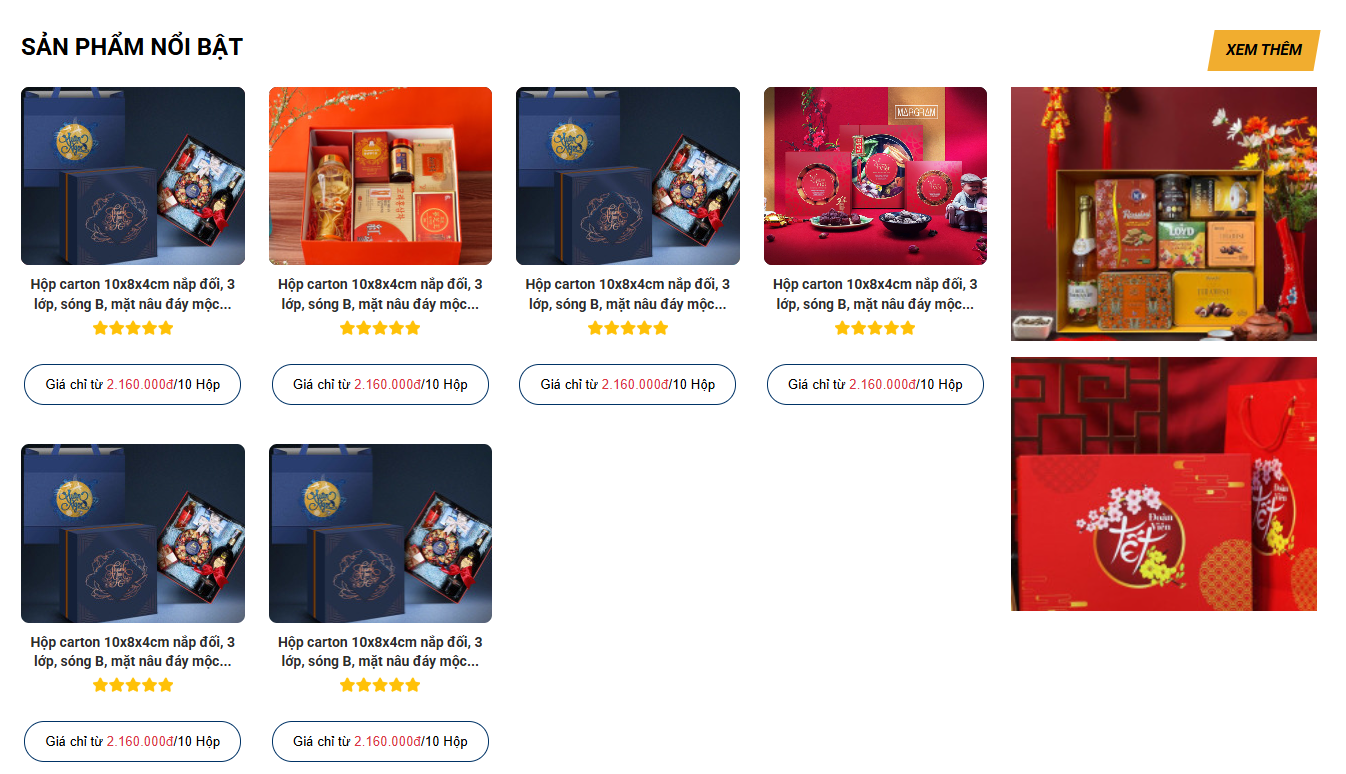 SẢN PHẨM NỔI BẬT
XEM THÊM
MARGRAM
Hộp carton 10x8x4cm nắp đối, 3
lớp, sóng B, mặt nâu đáy mộc...
Giá chỉ từ 2.160.000đ/10 Hộp
Hộp carton 10x8x4cm nắp đối, 3
lớp, sóng B, mặt nâu đáy mộc...
Giá chỉ từ 2.160.000đ/10 Hộp
Hộp carton 10x8x4cm nắp đối, 3
lớp, sóng B, mặt nâu đáy mộc...
Giá chỉ từ 2.160.000đ/10 Hộp
Hộp carton 10x8x4cm nắp đối, 3
lớp, sóng B, mặt nâu đáy mộc...
Giá chỉ từ 2.160.000đ/10 Hộp
LOYD
Hộp carton 10x8x4cm nắp đối, 3
lớp, sóng B, mặt nâu đáy mộc...
Giá chỉ từ 2.160.000đ/10 Hộp
Hộp carton 10x8x4cm nắp đối, 3
lớp, sóng B, mặt nâu đáy mộc...
Giá chỉ từ 2.160.000đ/10 Hộp
Đoàn
Viên
TẾT